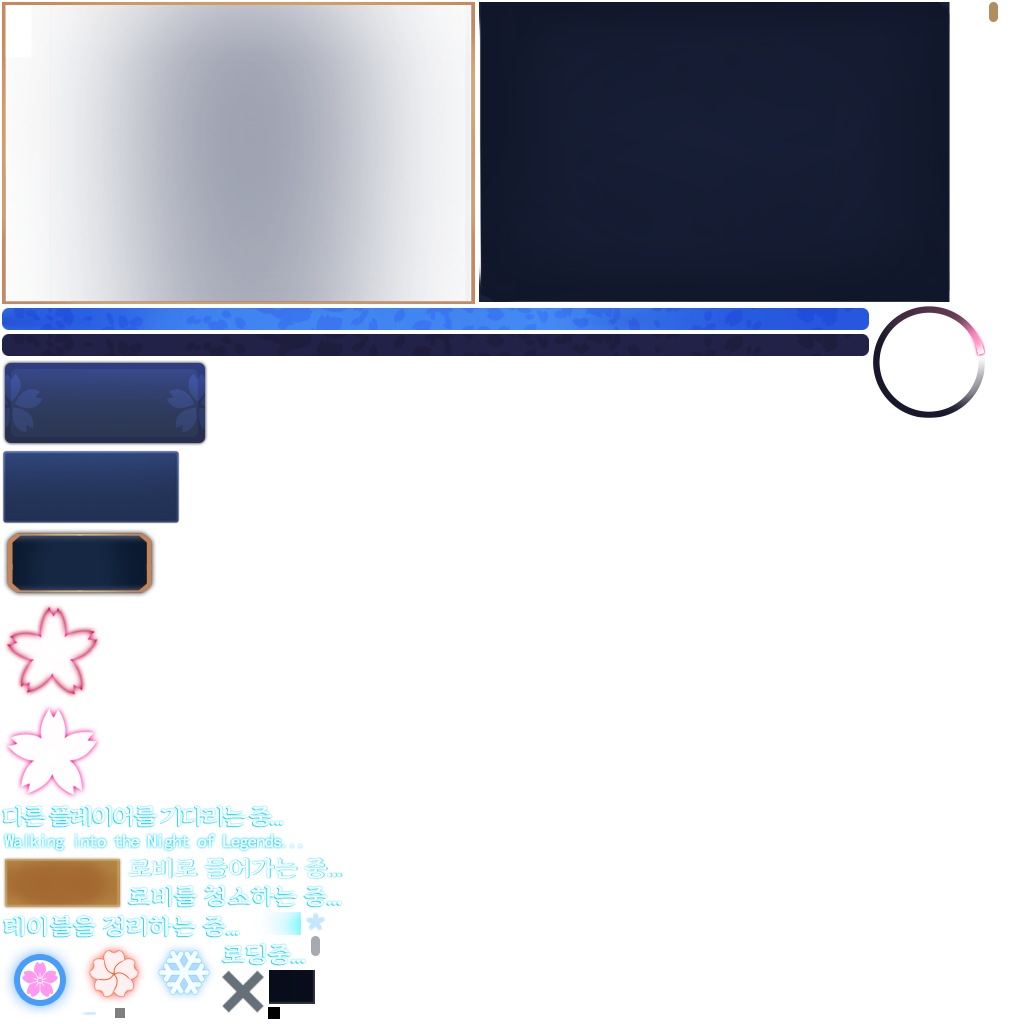 다른 플레이어를 기다리는 중...
Walking into the Night of Legends...
로비로 들어가는 중...
로비를 청소하는 중...
테이블을 정리하는 중...
로딩중...